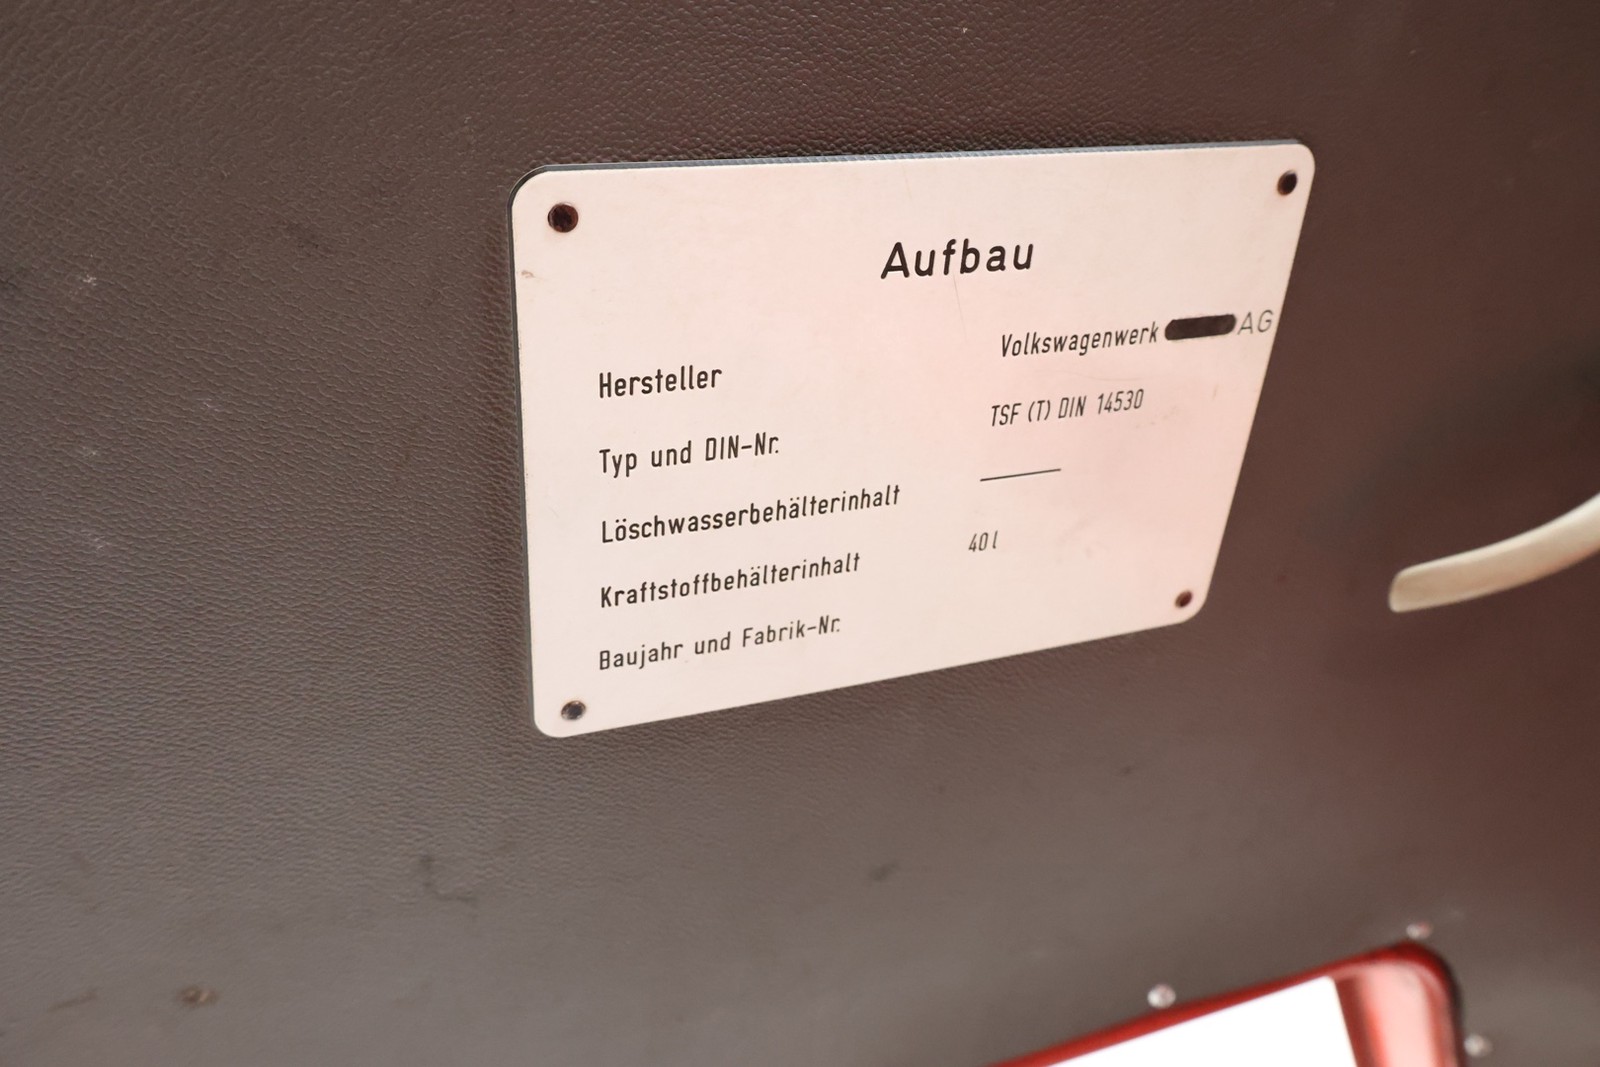 Aufbau
Hersteller Volkswagenwerk AG
Typ und DIN-Nr. TSF (T) DIN 14530
Löschwasserbehälterinhalt
Kraftstoffbehälterinhalt 40 l
Baujahr und Fabrik-Nr.